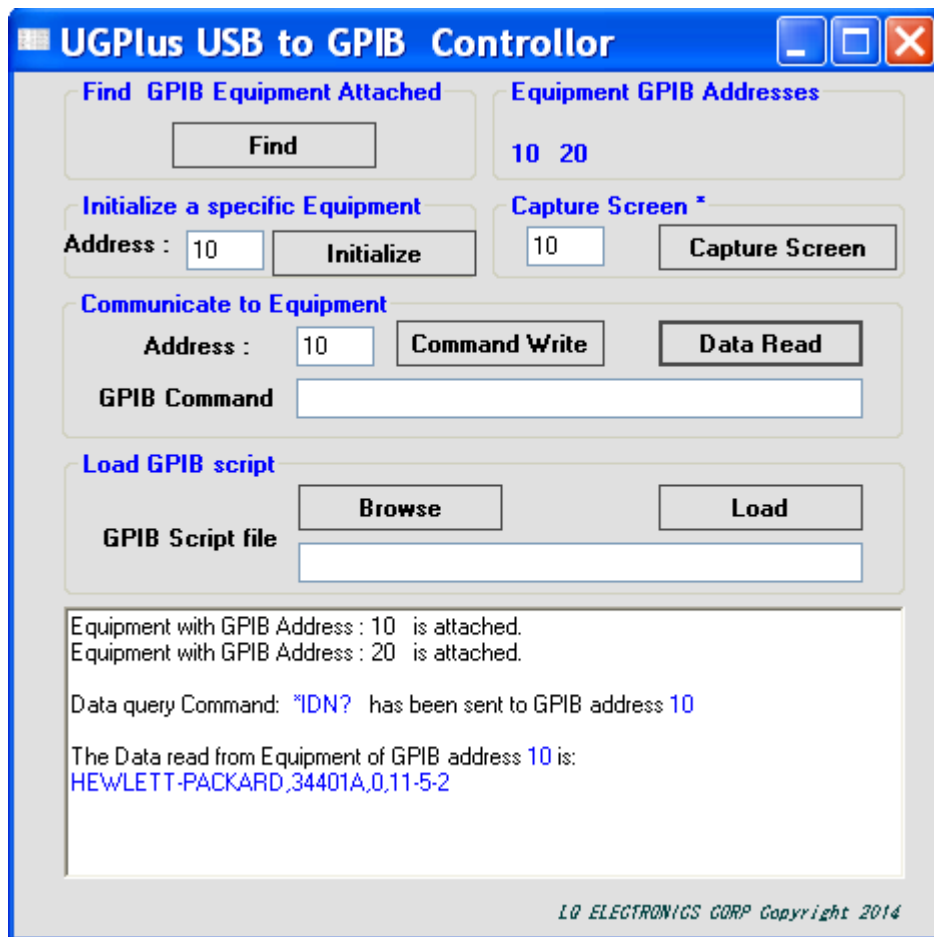 UGPlus USB to GPIB Controllor
Find GPIB Equipment Attached
Find
Equipment GPIB Addresses
10 20
Initialize a specific Equipment
Address : 10 Initialize
Capture Screen *
10 Capture Screen
Communicate to Equipment
Address : 10 Command Write Data Read
GPIB Command
Load GPIB script
Browse Load
GPIB Script file
Equipment with GPIB Address : 10 is attached.
Equipment with GPIB Address : 20 is attached.
Data query Command: *IDN? has been sent to GPIB address 10
The Data read from Equipment of GPIB address 10 is:
HEWLETT-PACKARD,34401A,0,11-5-2
LQ ELECTRONICS CORP Copyright 2014